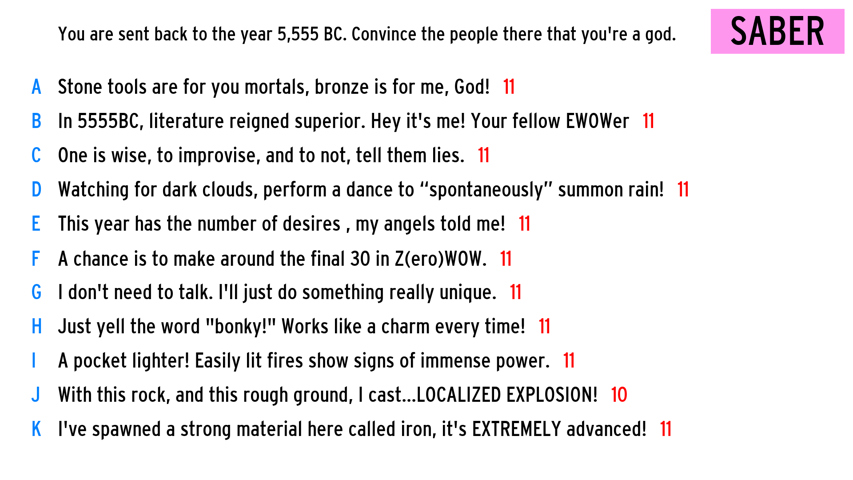 You are sent back to the year 5,555 BC. Convince the people there that you're a god.
SABER
A Stone tools are for you mortals, bronze is for me, God! 11
B In 5555BC, literature reigned superior. Hey it's me! Your fellow EWOWer 11
C One is wise, to improvise, and to not, tell them lies. 11
D Watching for dark clouds, perform a dance to “spontaneously” summon rain! 11
E This year has the number of desires , my angels told me! 11
F A chance is to make around the final 30 in Z(ero)WOW. 11
G I don't need to talk. I'll just do something really unique. 11
H Just yell the word "bonky!" Works like a charm every time! 11
I A pocket lighter! Easily lit fires show signs of immense power. 11
J With this rock, and this rough ground, I cast...LOCALIZED EXPLOSION! 10
K I've spawned a strong material here called iron, it's EXTREMELY advanced! 11